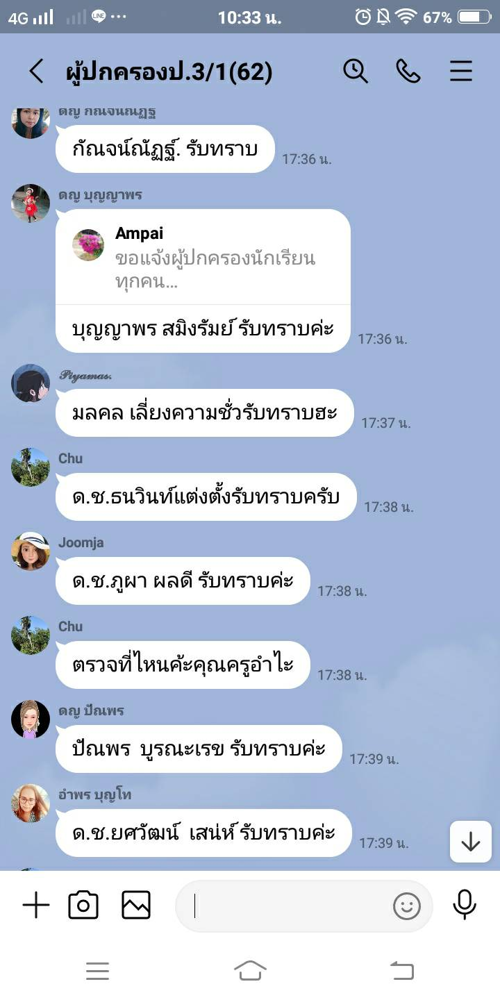 4G LINE 10:33 น. 67%
ผู้ปกครองป.3/1(62)
ดญ กัณจน์ณัฏฐ์
กัณจน์ณัฏฐ์. รับทราบ
17:36 น.
ดญ บุญญาพร
Ampai
ขอแจ้งผู้ปกครองนักเรียน
ทุกคน...
บุญญาพร สมิงรัมย์ รับทราบค่ะ
17:36 น.
𝒫𝒾𝓎𝒶𝓂𝒶𝓈.
มลคล เลี่ยงความชั่วรับทราบฮะ
17:37 น.
Chu
ด.ช.ธนวินท์แต่งตั้งรับทราบครับ
17:38 น.
Joomja
ด.ช.ภูผา ผลดี รับทราบค่ะ
17:38 น.
Chu
ตรวจที่ไหนค้ะคุณครูอำไะ
17:38 น.
ดญ ปัณพร
ปัณพร บูรณะเรข รับทราบค่ะ
17:39 น.
อำพร บุญโท
ด.ช.ยศวัฒน์ เสน่ห์ รับทราบค่ะ
17:39 น.